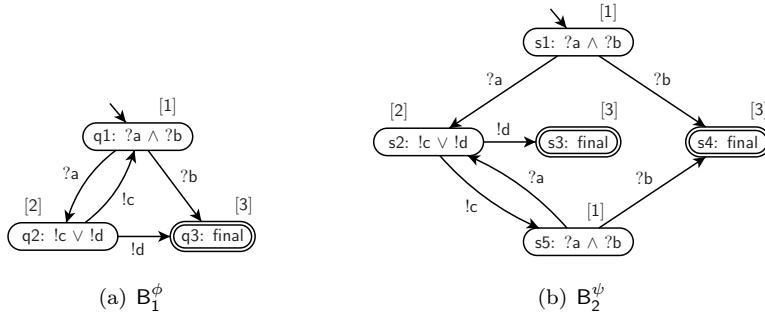 [1]
s1: ?a ∧ ?b
?a
?b
[1]
q1: ?a ∧ ?b
[2]
s2: !c ∨ !d
!d
[3]
s3: final
[3]
s4: final
?a
!c
?b
?a
!c
?b
[2]
q2: !c ∨ !d
!d
[3]
q3: final
[1]
s5: ?a ∧ ?b
(a) B₁^ϕ
(b) B₂^ψ